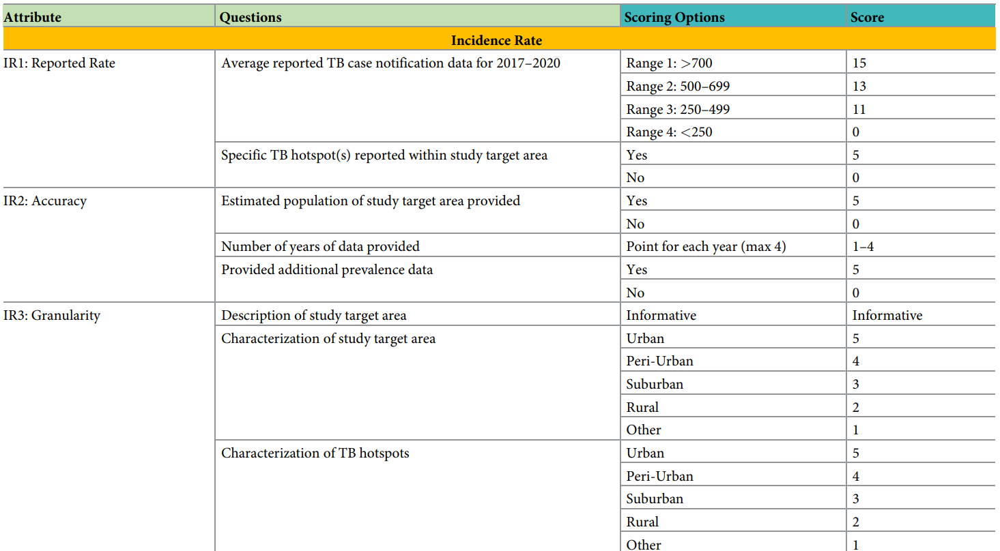 Attribute Questions Scoring Options Score
Incidence Rate
IR1: Reported Rate Average reported TB case notification data for 2017–2020 Range 1: >700 15
Range 2: 500–699 13
Range 3: 250–499 11
Range 4: <250 0
Specific TB hotspot(s) reported within study target area Yes 5
No 0
IR2: Accuracy Estimated population of study target area provided Yes 5
No 0
Number of years of data provided Point for each year (max 4) 1–4
Provided additional prevalence data Yes 5
No 0
IR3: Granularity Description of study target area Informative Informative
Characterization of study target area Urban 5
Peri-Urban 4
Suburban 3
Rural 2
Other 1
Characterization of TB hotspots Urban 5
Peri-Urban 4
Suburban 3
Rural 2
Other 1